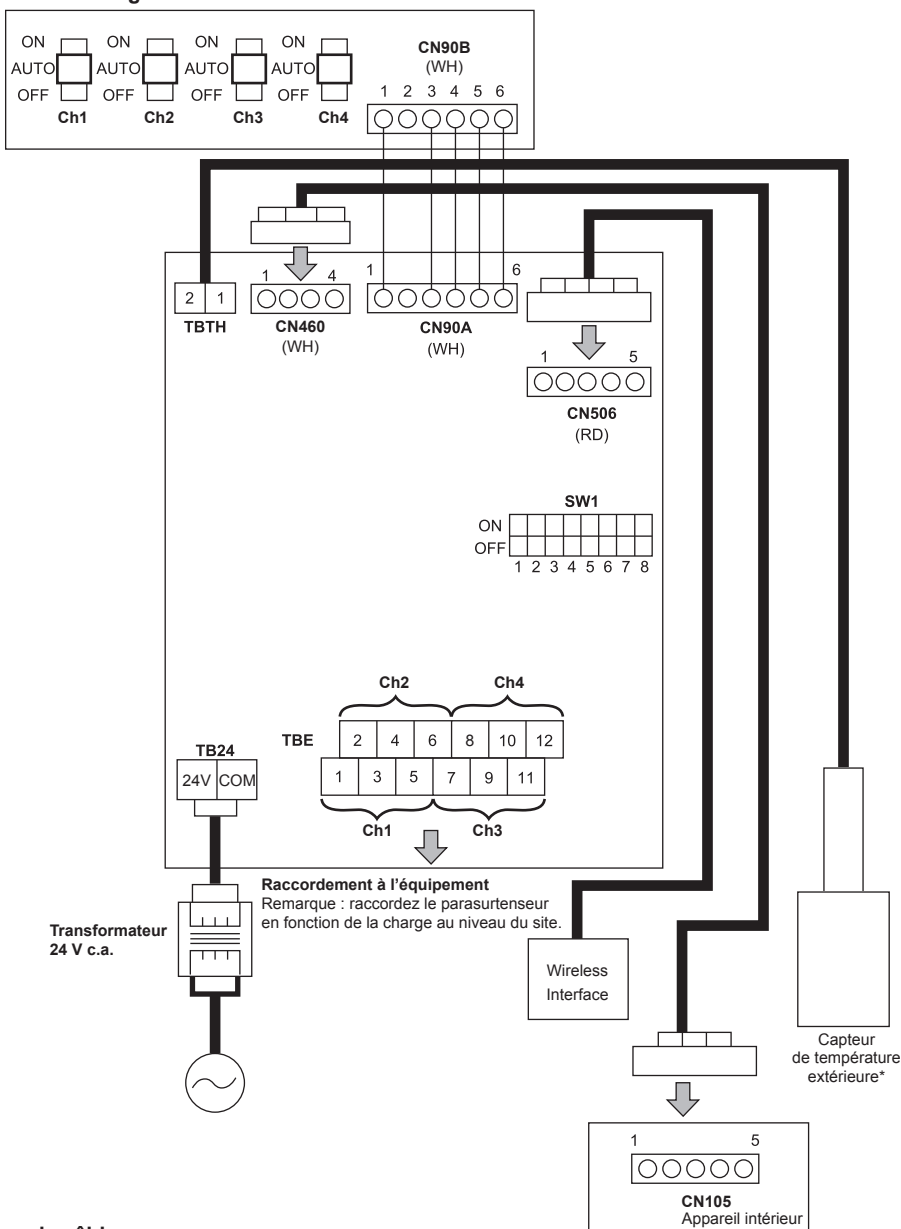 ON ON ON ON
AUTO AUTO AUTO AUTO
OFF OFF OFF OFF
Ch1 Ch2 Ch3 Ch4
CN90B
(WH)
1 2 3 4 5 6
2 1
TBTH
1 4
CN460
(WH)
1 6
CN90A
(WH)
1 5
CN506
(RD)
SW1
ON
OFF
1 2 3 4 5 6 7 8
Ch2 Ch4
TBE
2 4 6 8 10 12
1 3 5 7 9 11
Ch1 Ch3
TB24
24V COM
Raccordement à l'équipement
Remarque : raccordez le parasurtenseur
en fonction de la charge au niveau du site.
Transformateur
24 V c.a.
Wireless
Interface
Capteur
de température
extérieure*
1 5
CN105
Appareil intérieur